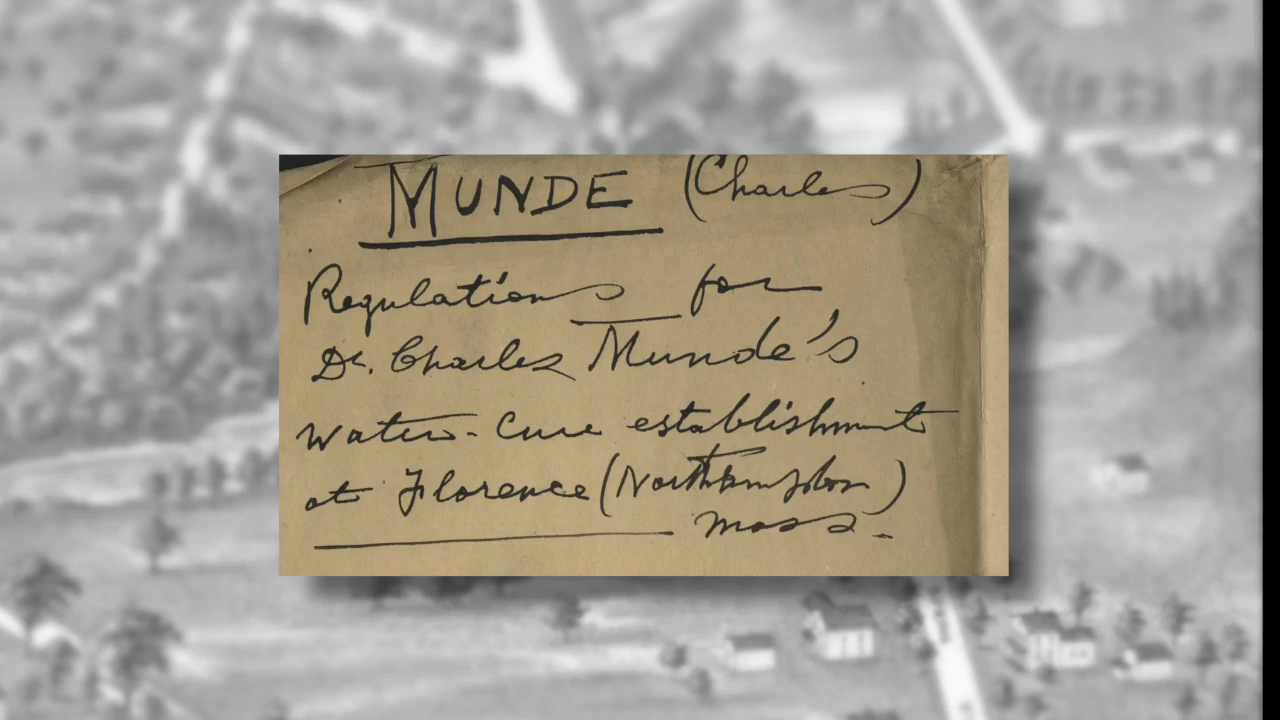 MUNDE (Charles)
Regulations for
Dr. Charles Munde's
Water-Cure establishment
at Florence (Northampton)
Mass.